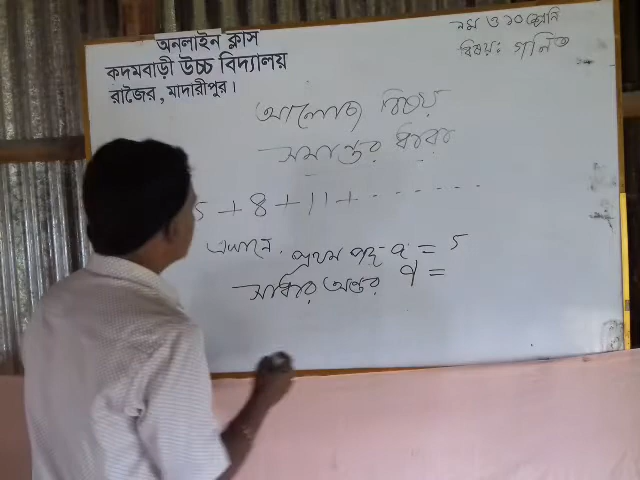 অনলাইন ক্লাস
কদমবাড়ী উচ্চ বিদ্যালয়
রাজৈর, মাদারীপুর।
৯ম ও ১০ শ্রেনি
বিষয়: গনিত
আলোচ্য বিষয়
সমান্তর ধারা
5 + 8 + 11 + - - - - - -
এখানে, প্রথম পদ a = 5
সাধারণ অন্তর d =